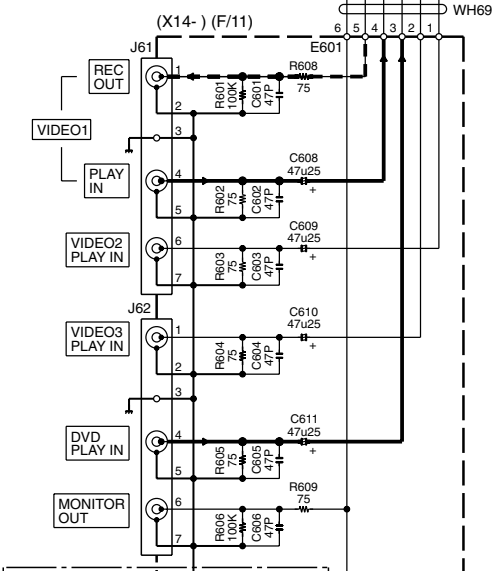 WH69
(X14- ) (F/11)
6 5 4 3 2 1
J61
E601
REC
OUT
1
R608
75
R601
100K
C601
47P
2
VIDEO1
3
PLAY
IN
4
C608
47u25
+
R602
75
C602
47P
5
VIDEO2
PLAY IN
6
C609
47u25
+
R603
75
C603
47P
7
J62
VIDEO3
PLAY IN
1
C610
47u25
+
R604
75
C604
47P
2
3
DVD
PLAY IN
4
C611
47u25
+
R605
75
C605
47P
5
MONITOR
OUT
6
R609
75
R606
100K
C606
47P
7